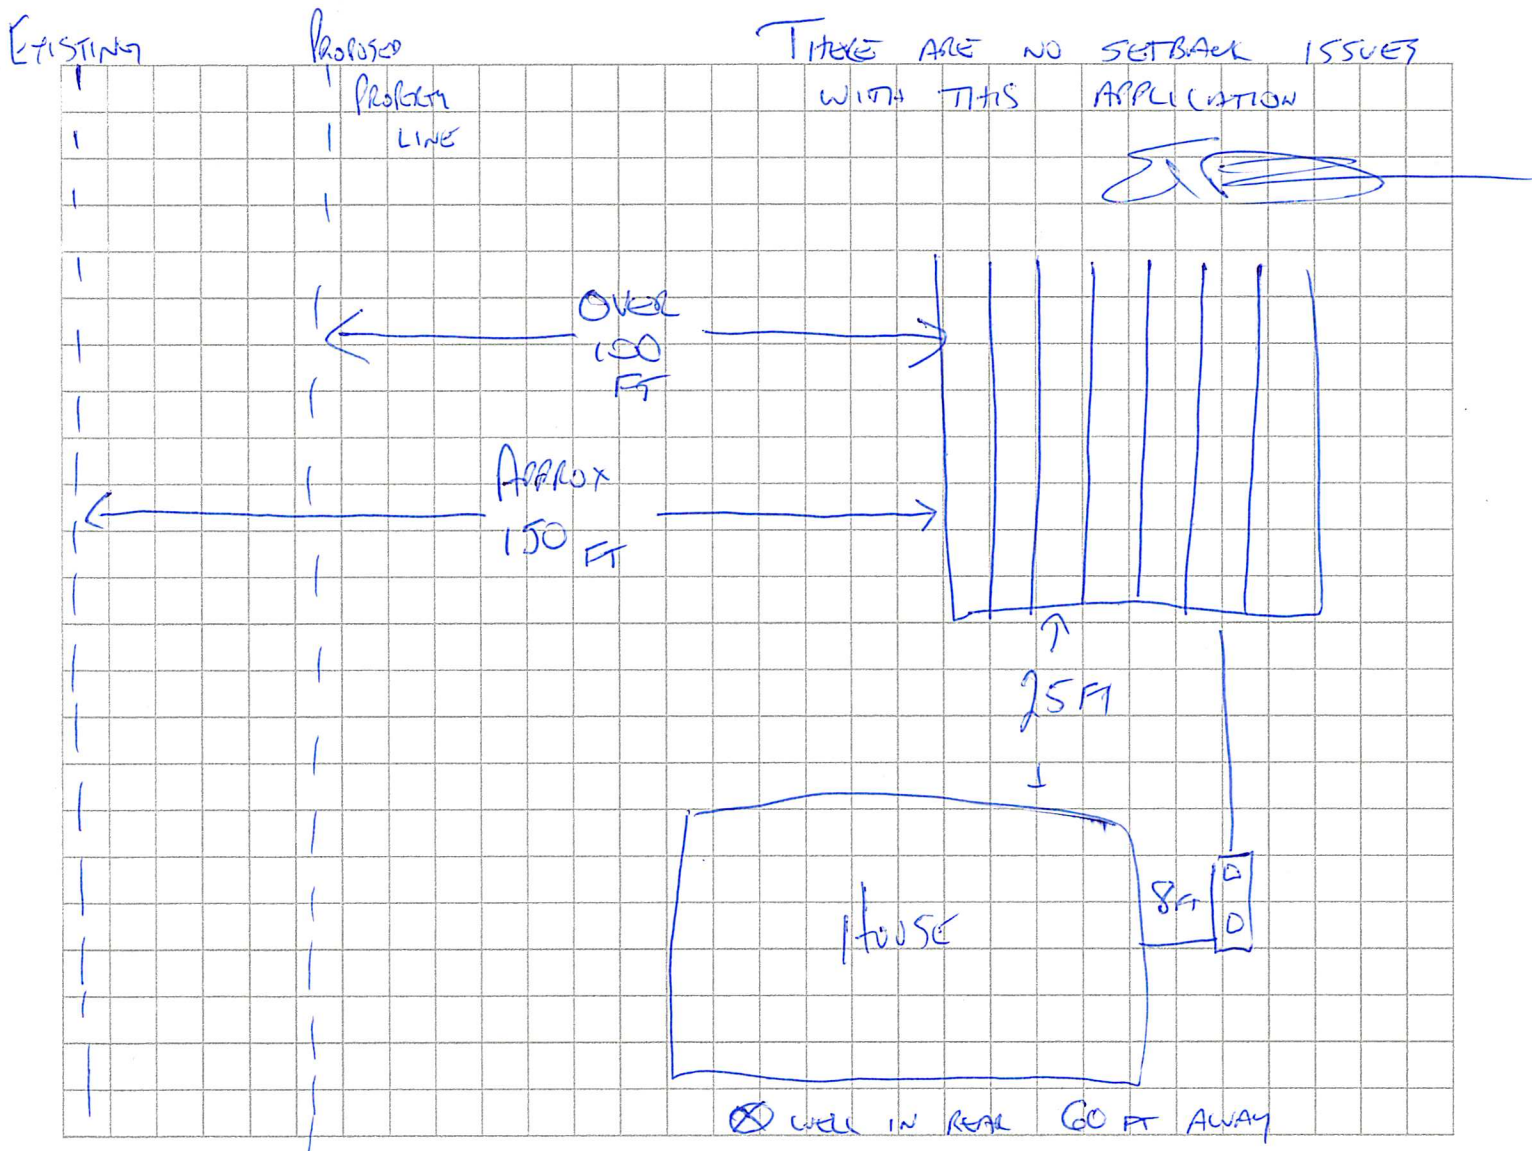 EXISTING
PROPOSED
PROPERTY
LINE
THERE ARE NO SETBACK ISSUES
WITH THIS APPLICATION
OVER
100
FT
APPROX
150 FT
25 FT
8 FT
HOUSE
WELL IN REAR 60 FT AWAY